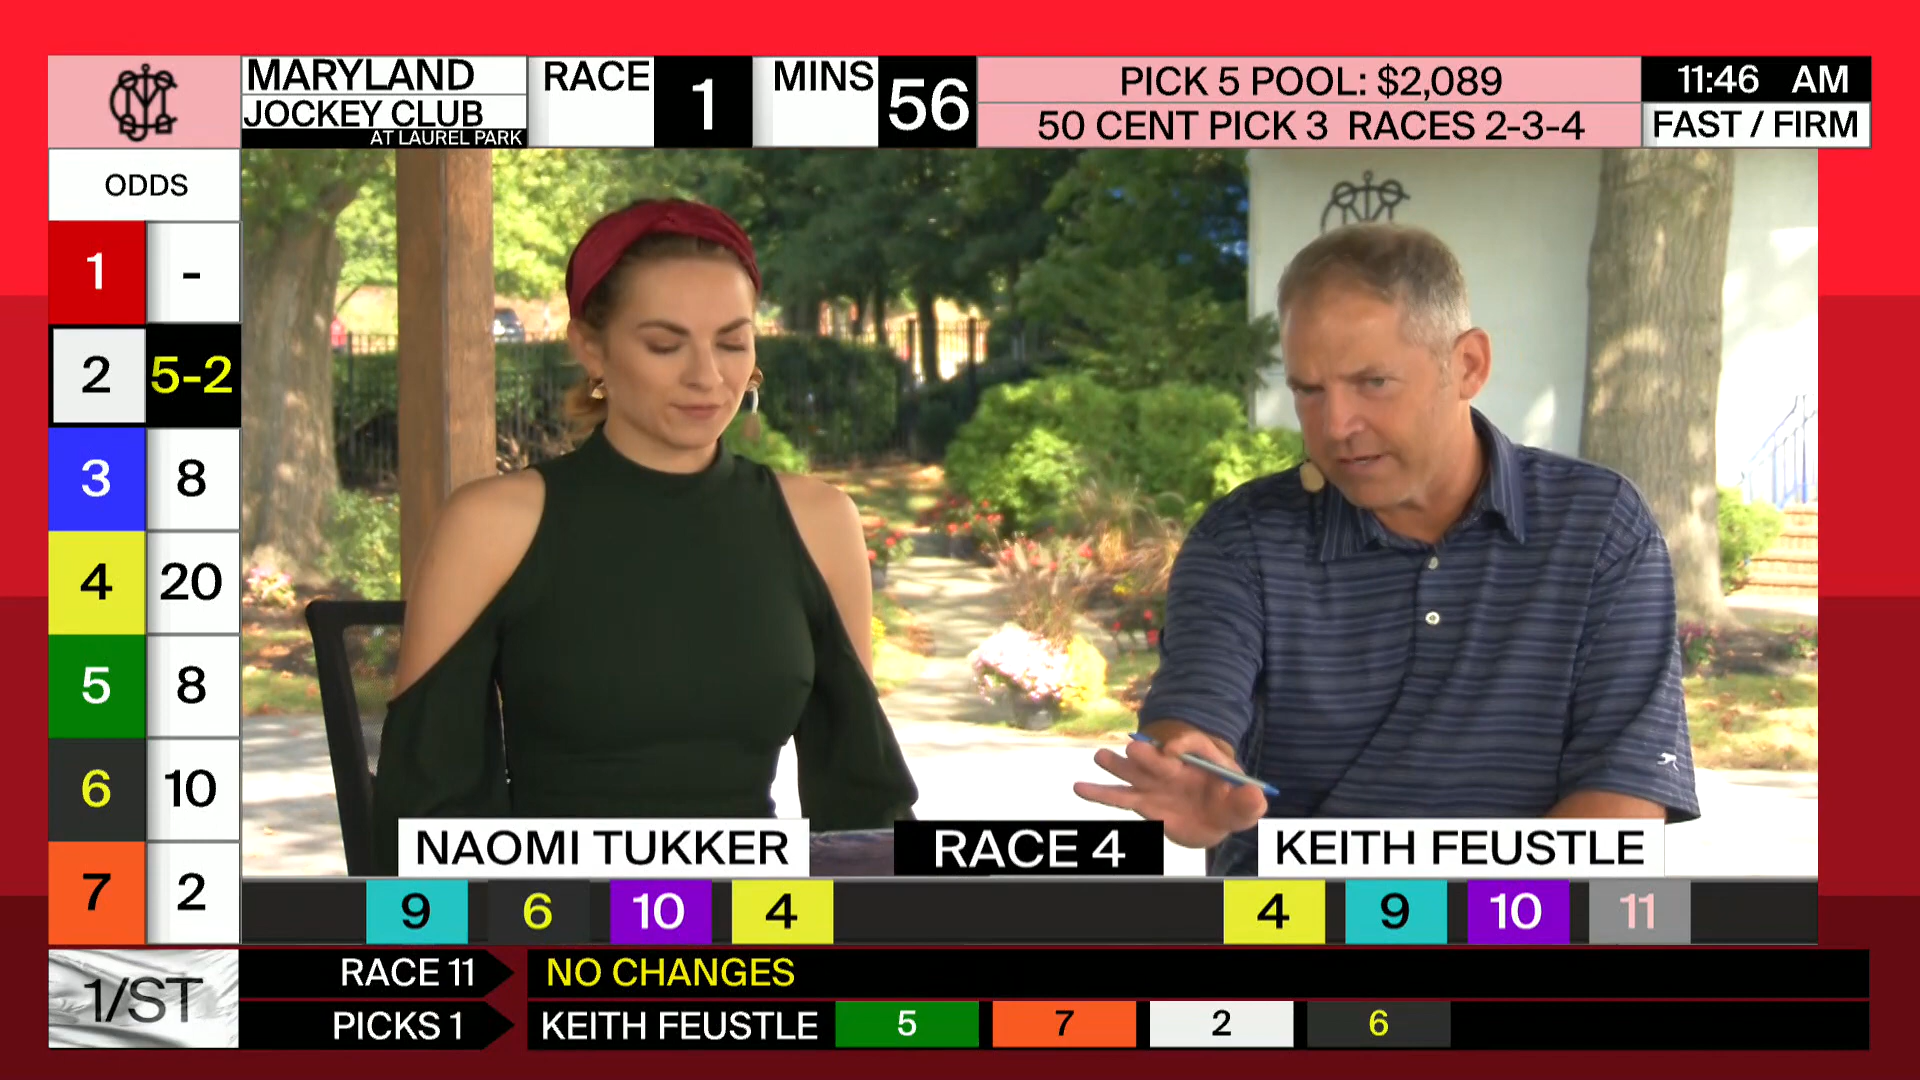 MARYLAND
JOCKEY CLUB
AT LAUREL PARK
RACE 1
MINS 56
PICK 5 POOL: $2,089
50 CENT PICK 3 RACES 2-3-4
11:46 AM
FAST / FIRM
ODDS
1 -
2 5-2
3 8
4 20
5 8
6 10
7 2
NAOMI TUKKER
RACE 4
KEITH FEUSTLE
9 6 10 4
4 9 10 11
1/ST
RACE 11 NO CHANGES
PICKS 1 KEITH FEUSTLE 5 7 2 6